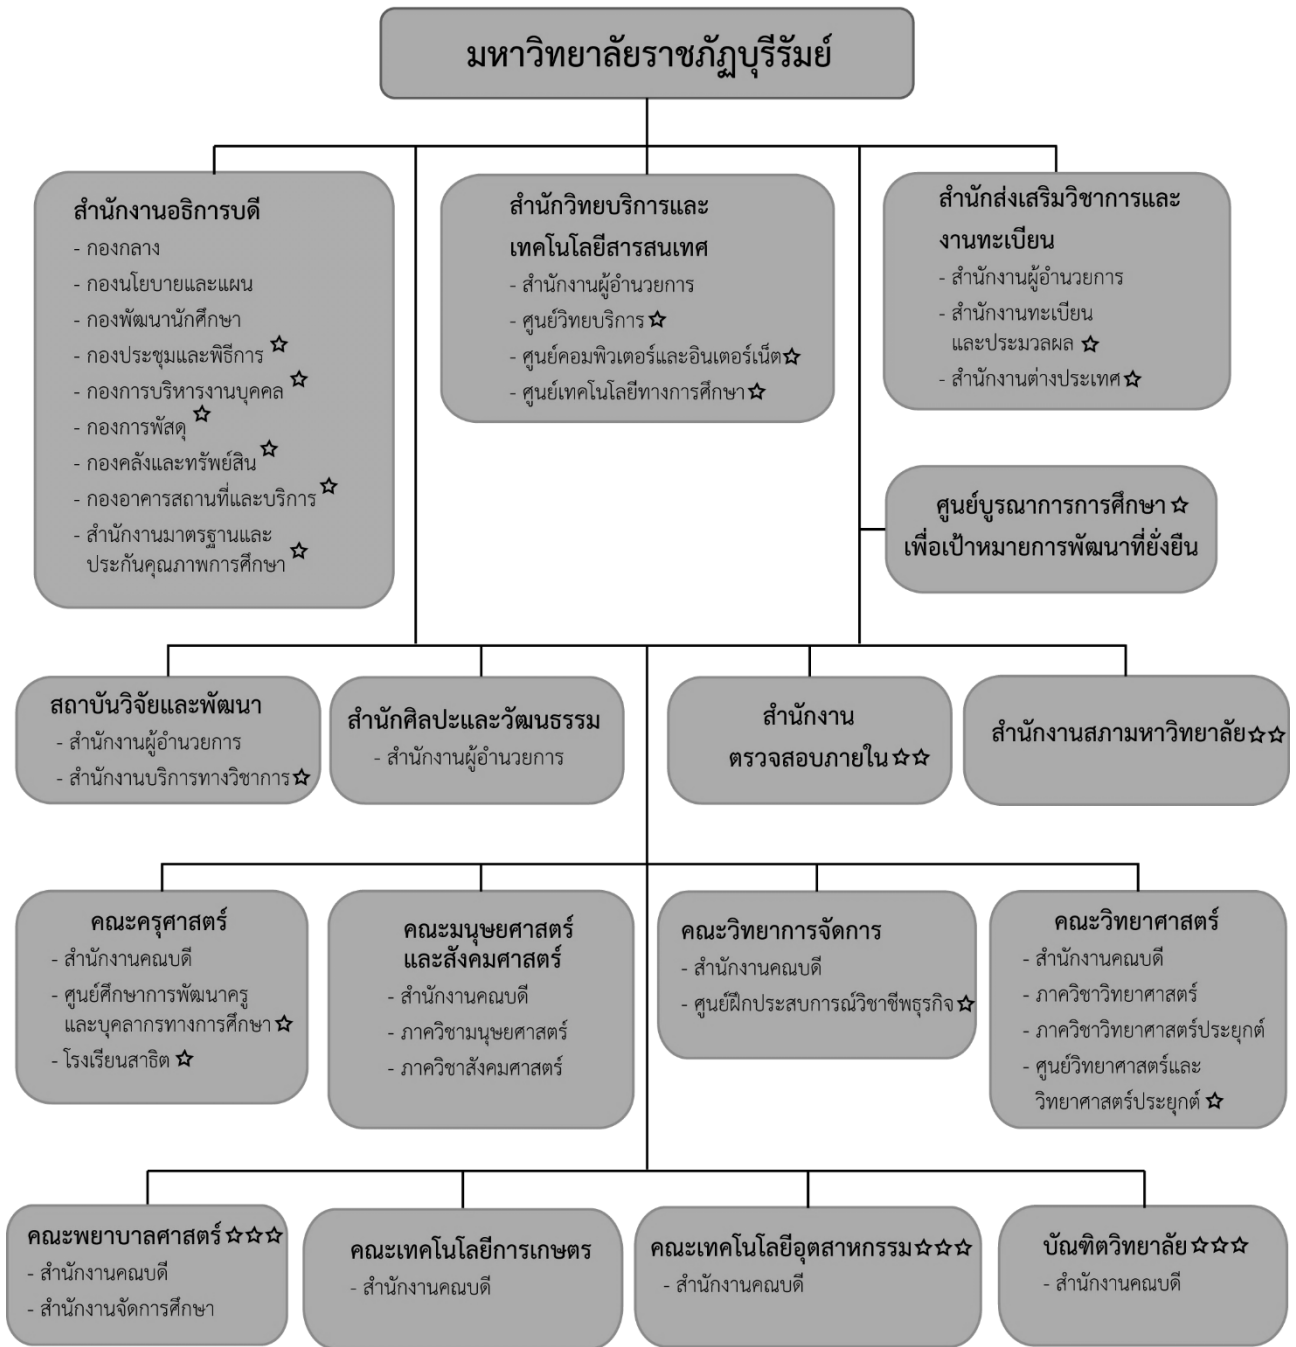 มหาวิทยาลัยราชภัฏบุรีรัมย์
สำนักงานอธิการบดี
- กองกลาง
- กองนโยบายและแผน
- กองพัฒนานักศึกษา
- กองประชุมและพิธีการ ☆
- กองการบริหารงานบุคคล ☆
- กองการพัสดุ ☆
- กองคลังและทรัพย์สิน ☆
- กองอาคารสถานที่และบริการ ☆
- สำนักงานมาตรฐานและ
ประกันคุณภาพการศึกษา ☆
สำนักวิทยบริการและ
เทคโนโลยีสารสนเทศ
- สำนักงานผู้อำนวยการ
- ศูนย์วิทยบริการ ☆
- ศูนย์คอมพิวเตอร์และอินเตอร์เน็ต ☆
- ศูนย์เทคโนโลยีทางการศึกษา ☆
สำนักส่งเสริมวิชาการและ
งานทะเบียน
- สำนักงานผู้อำนวยการ
- สำนักงานทะเบียน
และประมวลผล ☆
- สำนักงานต่างประเทศ ☆
ศูนย์บูรณาการการศึกษา ☆
เพื่อเป้าหมายการพัฒนาที่ยั่งยืน
สถาบันวิจัยและพัฒนา
- สำนักงานผู้อำนวยการ
- สำนักงานบริการทางวิชาการ ☆
สำนักศิลปะและวัฒนธรรม
- สำนักงานผู้อำนวยการ
สำนักงาน
ตรวจสอบภายใน ☆☆
สำนักงานสภามหาวิทยาลัย ☆☆
คณะครุศาสตร์
- สำนักงานคณบดี
- ศูนย์ศึกษาการพัฒนาครู
และบุคลากรทางการศึกษา ☆
- โรงเรียนสาธิต ☆
คณะมนุษยศาสตร์
และสังคมศาสตร์
- สำนักงานคณบดี
- ภาควิชามนุษยศาสตร์
- ภาควิชาสังคมศาสตร์
คณะวิทยาการจัดการ
- สำนักงานคณบดี
- ศูนย์ฝึกประสบการณ์วิชาชีพธุรกิจ ☆
คณะวิทยาศาสตร์
- สำนักงานคณบดี
- ภาควิชาวิทยาศาสตร์
- ภาควิชาวิทยาศาสตร์ประยุกต์
- ศูนย์วิทยาศาสตร์และ
วิทยาศาสตร์ประยุกต์ ☆
คณะพยาบาลศาสตร์ ☆☆☆
- สำนักงานคณบดี
- สำนักงานจัดการศึกษา
คณะเทคโนโลยีการเกษตร
- สำนักงานคณบดี
คณะเทคโนโลยีอุตสาหกรรม ☆☆☆
- สำนักงานคณบดี
บัณฑิตวิทยาลัย ☆☆☆
- สำนักงานคณบดี